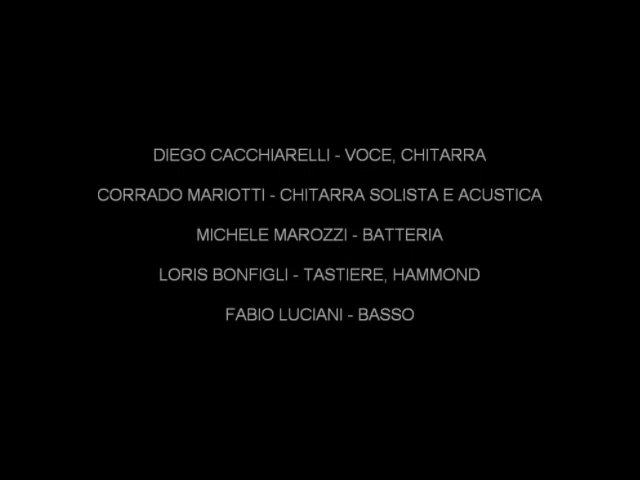 DIEGO CACCHIARELLI - VOCE, CHITARRA
CORRADO MARIOTTI - CHITARRA SOLISTA E ACUSTICA
MICHELE MAROZZI - BATTERIA
LORIS BONFIGLI - TASTIERE, HAMMOND
FABIO LUCIANI - BASSO